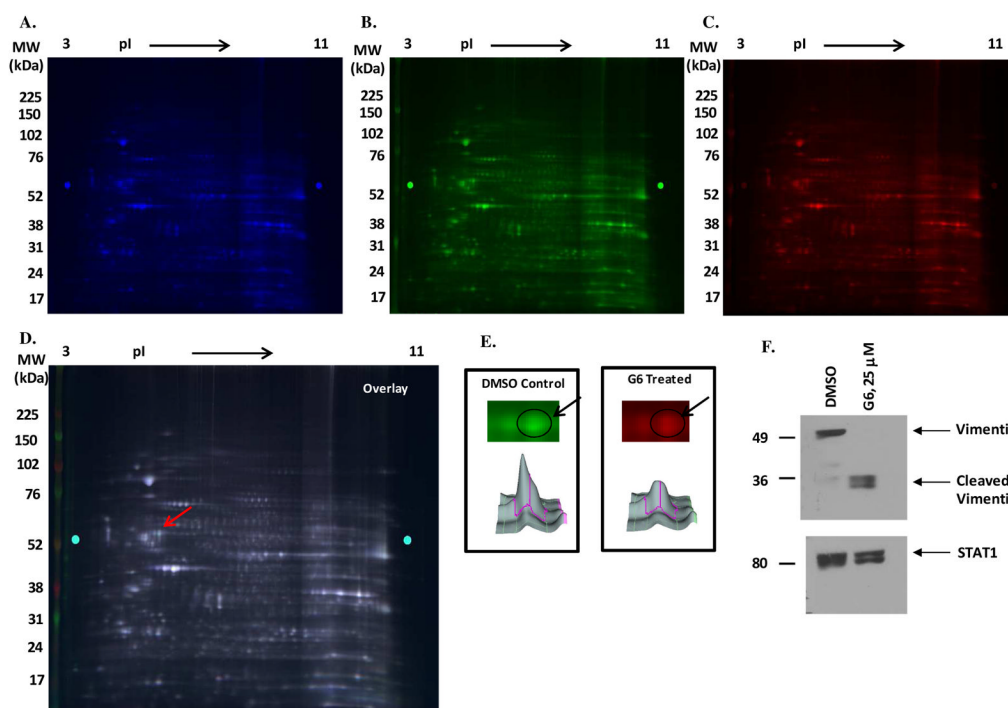 A.
MW
(kDa)
3 pI 11
225
150
102
76
52
38
31
24
17
B.
MW
(kDa)
3 pI 11
225
150
102
76
52
38
31
24
17
C.
MW
(kDa)
3 pI 11
225
150
102
76
52
38
31
24
17
D.
MW
(kDa)
3 pI 11
Overlay
225
150
102
76
52
38
31
24
17
E.
DMSO Control
G6 Treated
F.
DMSO
G6, 25 µM
49
36
Vimenti
Cleaved
Vimenti
80
STAT1